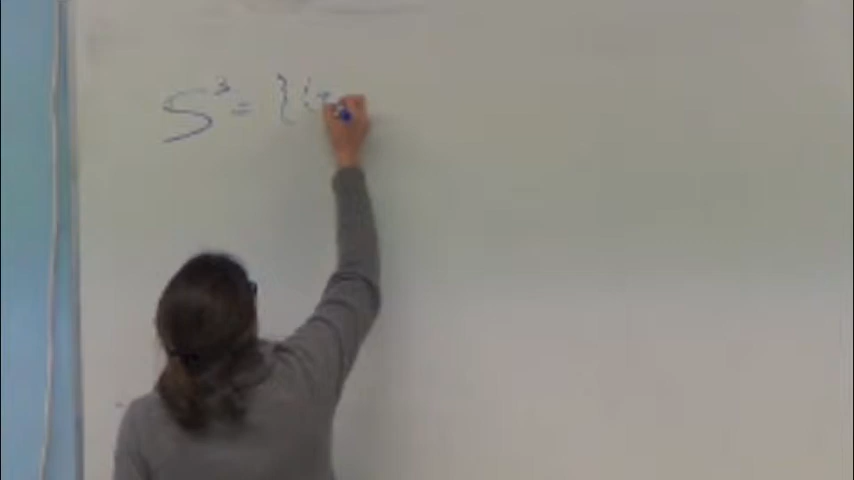 S³ = { (z